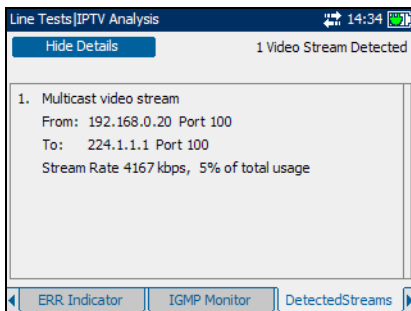 Line Tests|IPTV Analysis 14:34
Hide Details 1 Video Stream Detected
1. Multicast video stream
From: 192.168.0.20 Port 100
To: 224.1.1.1 Port 100
Stream Rate 4167 kbps, 5% of total usage
ERR Indicator IGMP Monitor DetectedStreams